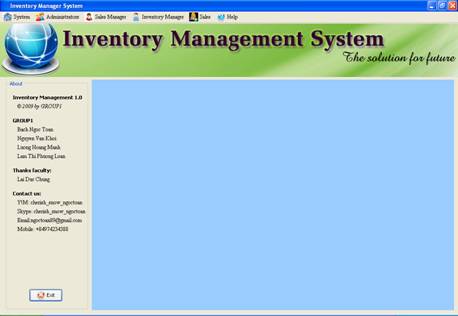 Inventory Manager System
System Administrators Sales Manager Inventory Manager Sales Help
Inventory Management System
The solution for future
About
Inventory Management 1.0
©2009 by GROUP1
GROUP1
Bach Ngoc Toan
Nguyen Van Khoi
Luong Hoang Manh
Lam Thi Phuong Loan
Thanks faculty:
Lai Duc Chung
Contact us:
Y!M: cherish_snow_ngoctoan
Skype: cherish_snow_ngoctoan
Email:ngoctoan89@gmail.com
Mobile: +84974234388
Exit